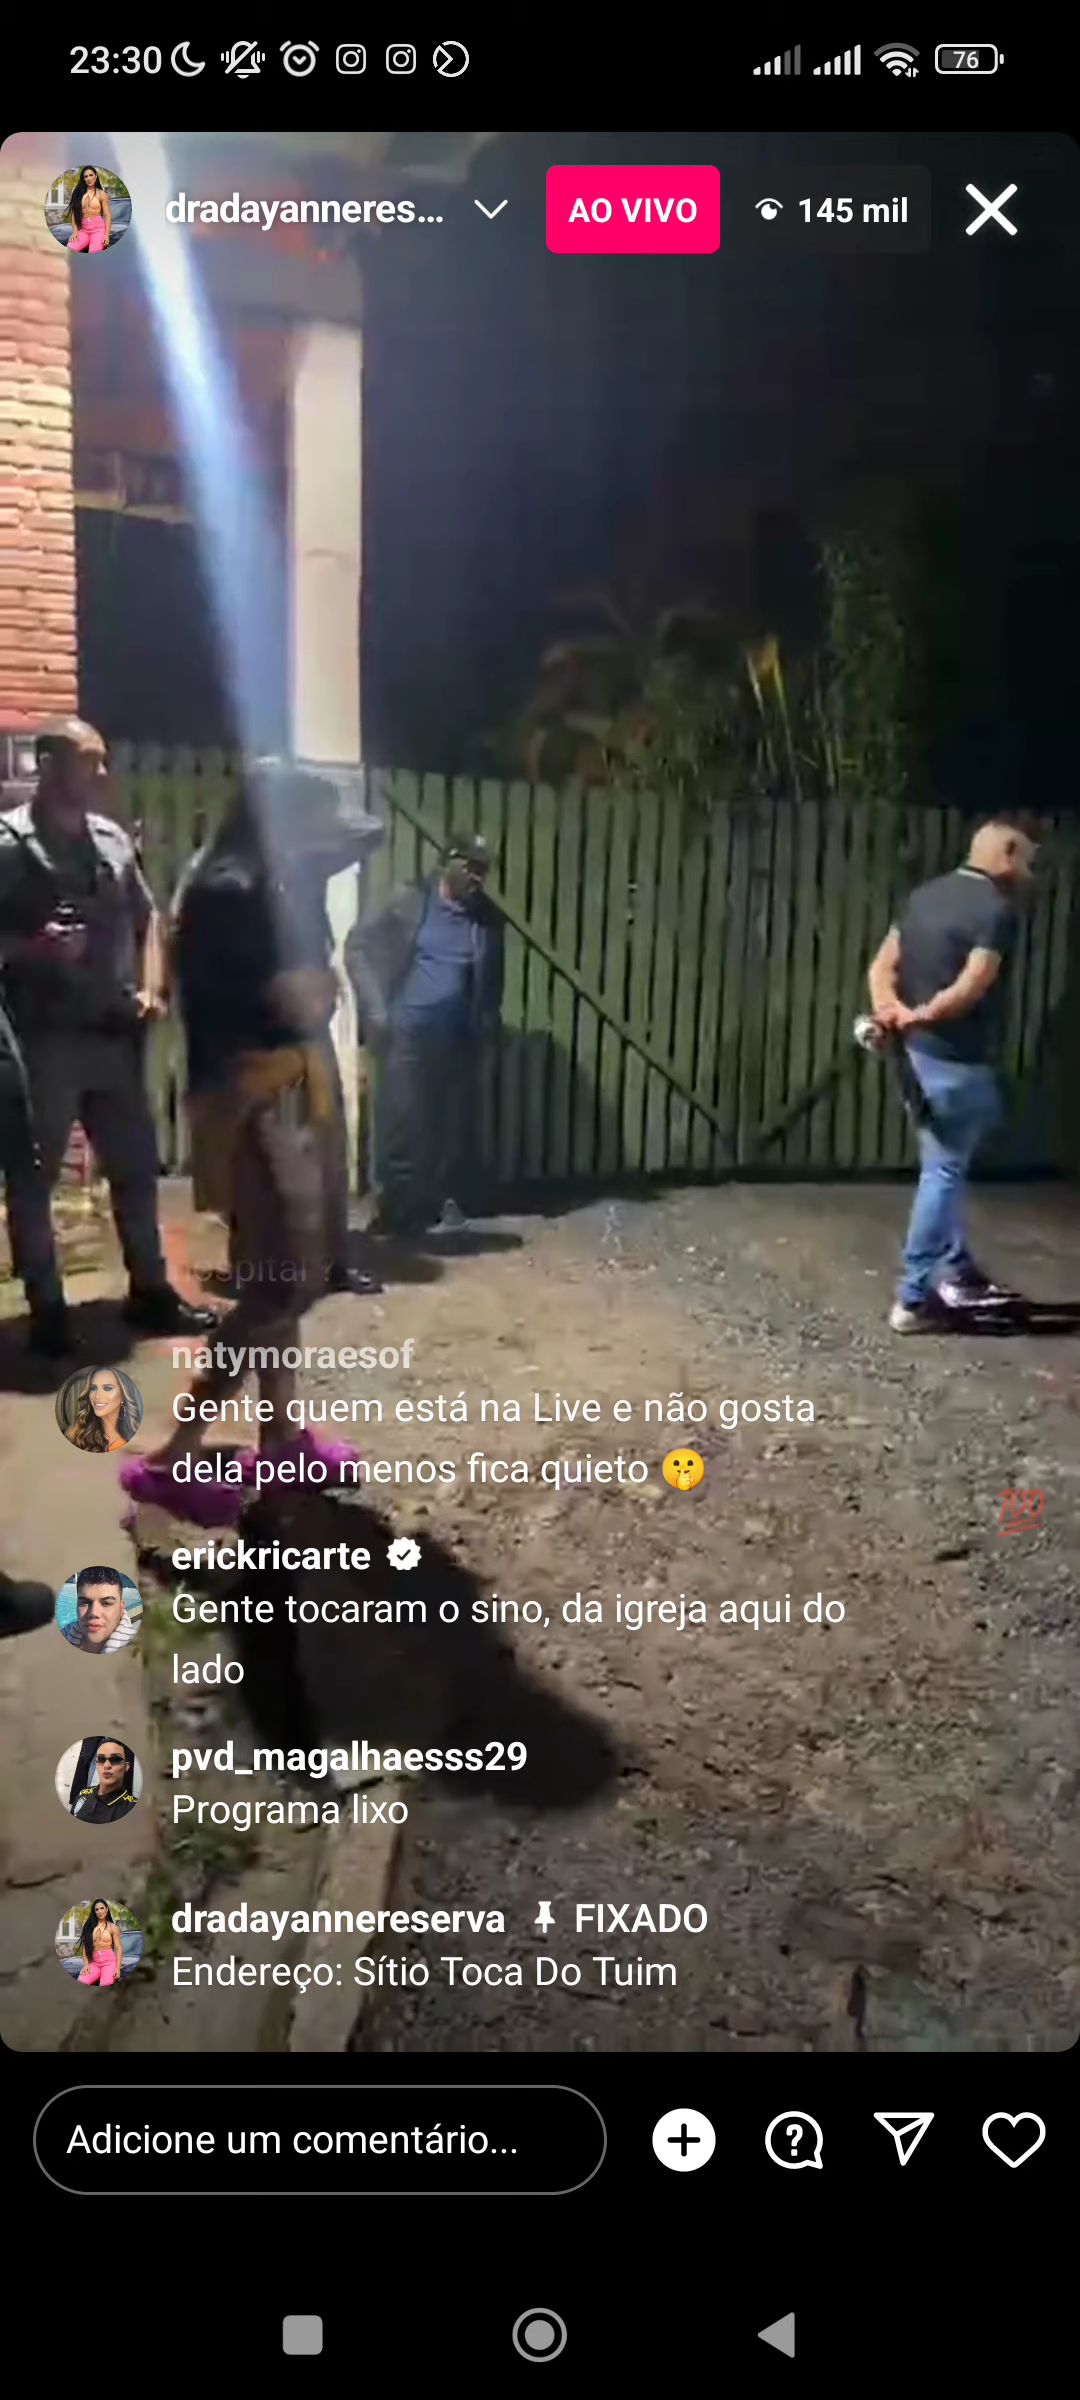 23:30
76
dradayanneres...
AO VIVO
145 mil
hospital ?
natymoraesof
Gente quem está na Live e não gosta
dela pelo menos fica quieto 🤫
💯
erickricarte
Gente tocaram o sino, da igreja aqui do
lado
pvd_magalhaesss29
Programa lixo
dradayannereserva FIXADO
Endereço: Sítio Toca Do Tuim
Adicione um comentário...